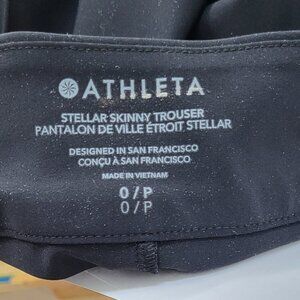 ATHLETA
STELLAR SKINNY TROUSER
PANTALON DE VILLE ÉTROIT STELLAR
DESIGNED IN SAN FRANCISCO
CONÇU À SAN FRANCISCO
MADE IN VIETNAM
0/P
0/P